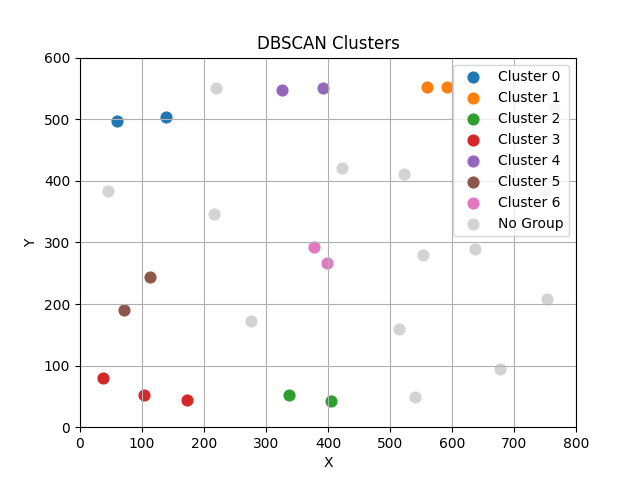 DBSCAN Clusters
600
500
400
300
200
100
0
Y
0 100 200 300 400 500 600 700 800
X
Cluster 0
Cluster 1
Cluster 2
Cluster 3
Cluster 4
Cluster 5
Cluster 6
No Group